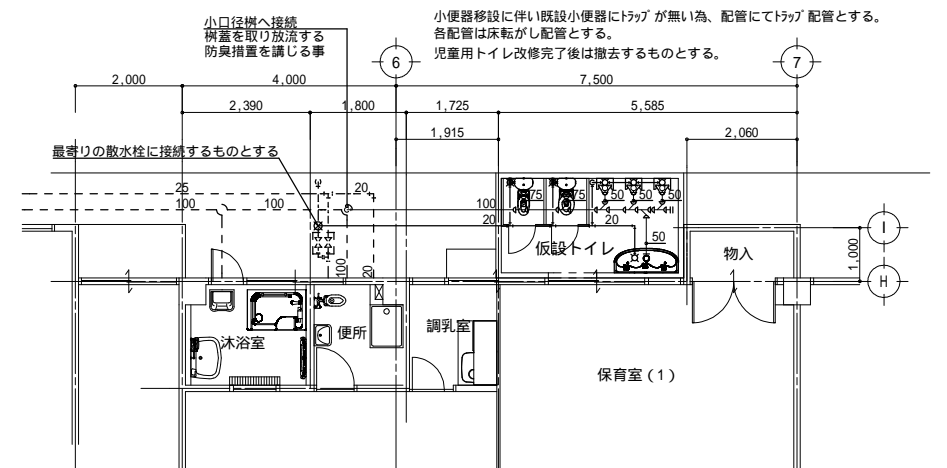 小口径桝へ接続
桝蓋を取り放流する
防臭措置を講じる事
小便器移設に伴い既設小便器にﾄﾗｯﾌﾟが無い為、配管にてﾄﾗｯﾌﾟ配管とする。
各配管は床転がし配管とする。
児童用トイレ改修完了後は撤去するものとする。
6
7
2,000
4,000
7,500
2,390
1,800
1,725
5,585
1,915
2,060
最寄りの散水栓に接続するものとする
25
20
100
100
100
75
75
50
50
50
20
20
50
仮設トイレ
物入
1,000
I
H
100
20
沐浴室
便所
調乳室
保育室(1)